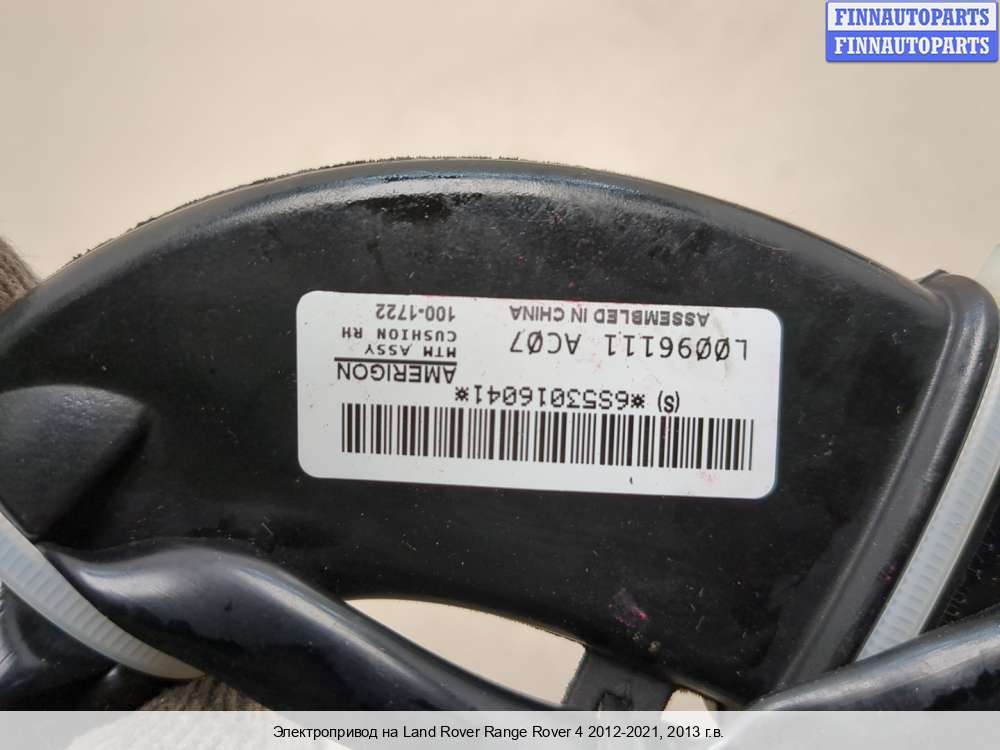 FINNAUTOPARTS
FINNAUTOPARTS
(S) *6S53016041*
AMERIGON
MTM ASSY
CUSHION RH
L0096111 AC07
100-1722
ASSEMBLED IN CHINA
Электропривод на Land Rover Range Rover 4 2012-2021, 2013 г.в.